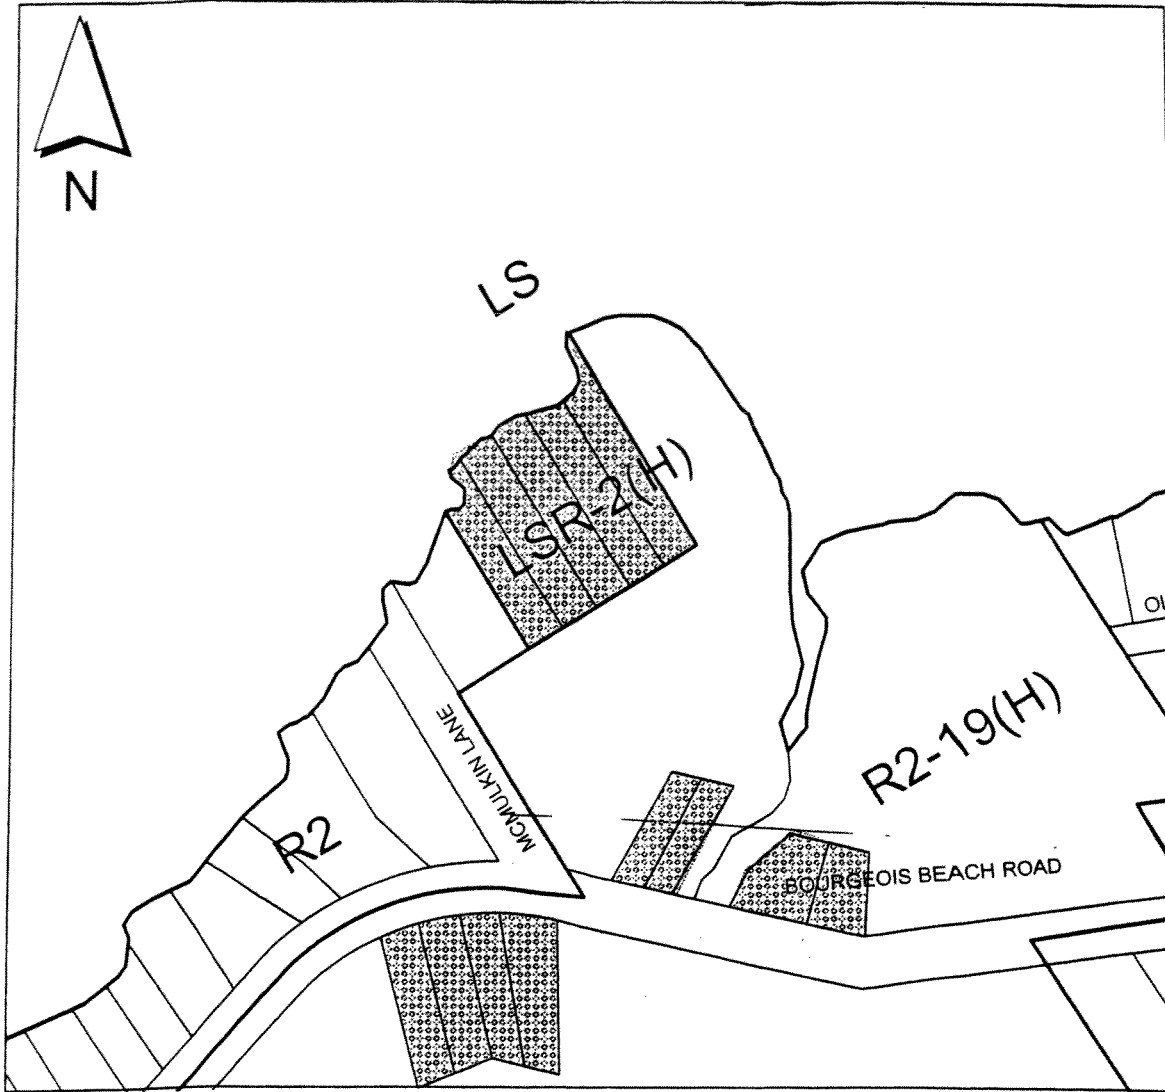 N
LS
LSR-2(H)
R2-19(H)
MCMULKIN LANE
R2
BOURGEOIS BEACH ROAD